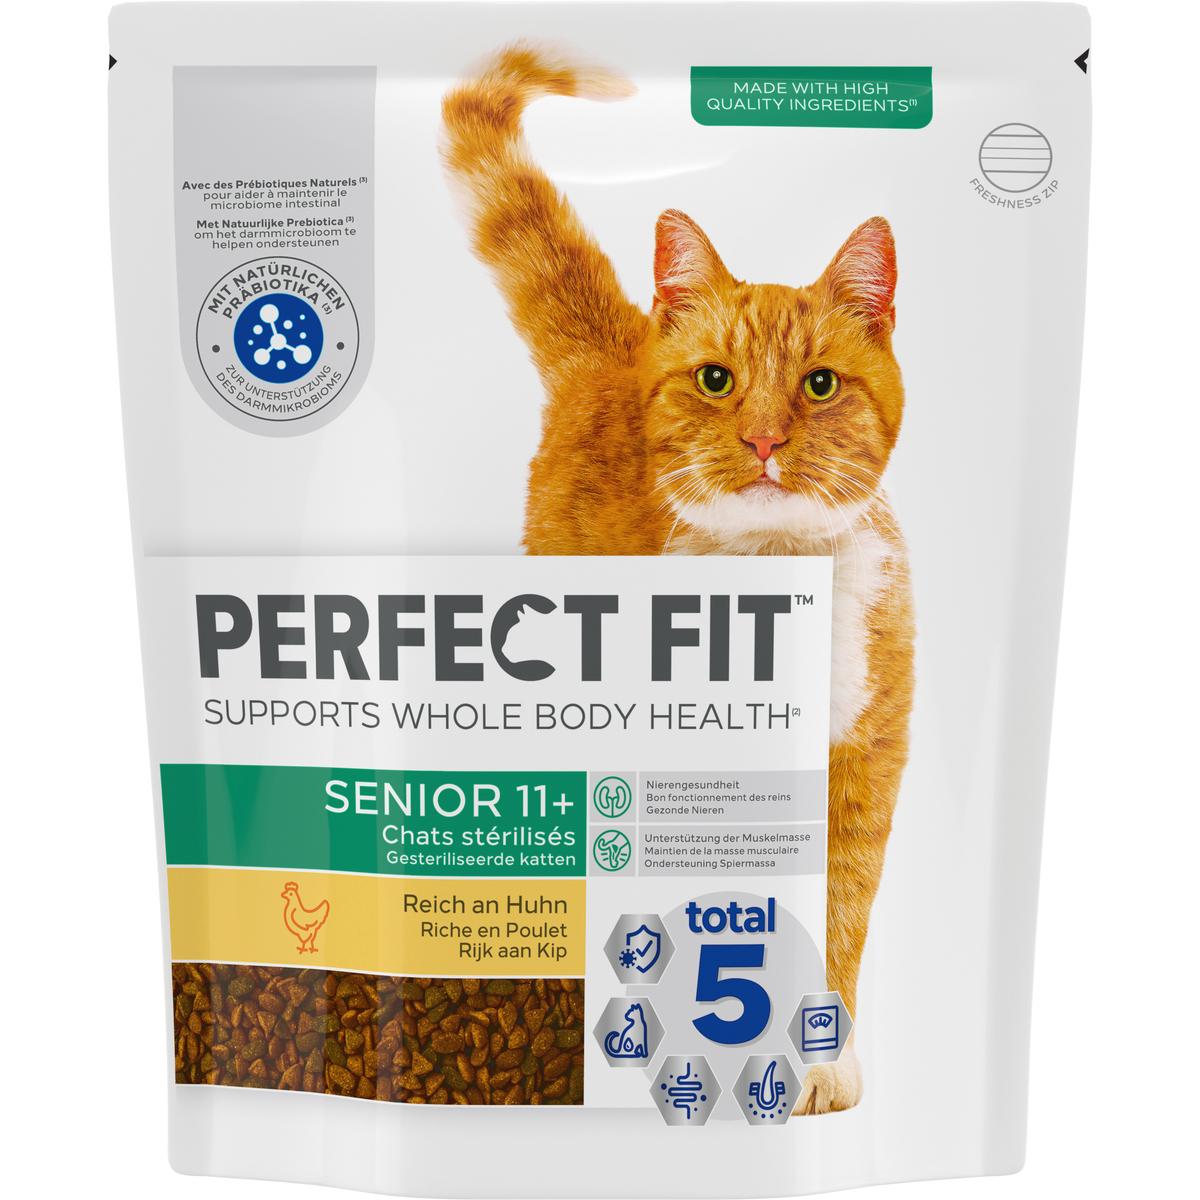 MADE WITH HIGH
QUALITY INGREDIENTS(1)
FRESHNESS ZIP
Avec des Prébiotiques Naturels (3)
pour aider à maintenir le
microbiome intestinal
Met Natuurlijke Prebiotica (3)
om het darmmicrobioom te
helpen ondersteunen
MIT NATÜRLICHEN
PRÄBIOTIKA (3)
ZUR UNTERSTÜTZUNG
DES DARMMIKROBIOMS
PERFECT FIT™
SUPPORTS WHOLE BODY HEALTH(2)
SENIOR 11+
Chats stérilisés
Gesteriliseerde katten
Nierengesundheit
Bon fonctionnement des reins
Gezonde Nieren
Unterstützung der Muskelmasse
Maintien de la masse musculaire
Ondersteuning Spiermassa
Reich an Huhn
Riche en Poulet
Rijk aan Kip
total
5